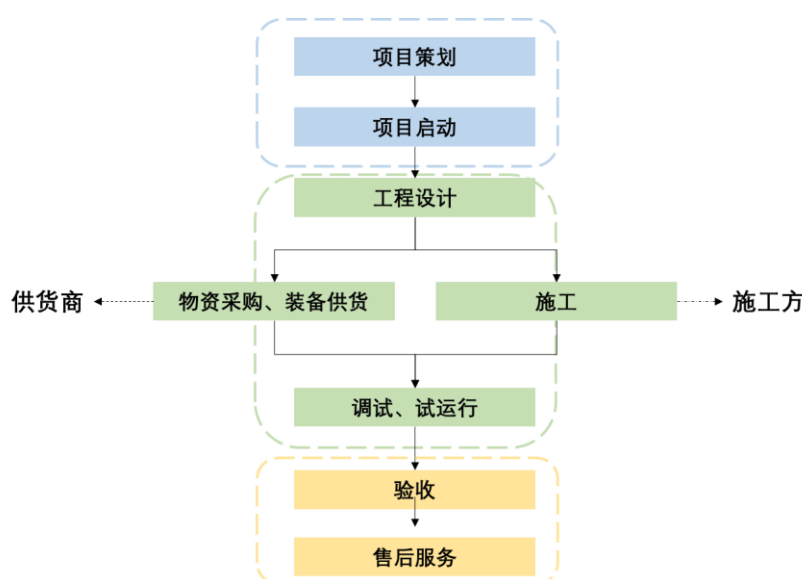 项目策划
项目启动
工程设计
供货商
物资采购、装备供货
施工
施工方
调试、试运行
验收
售后服务